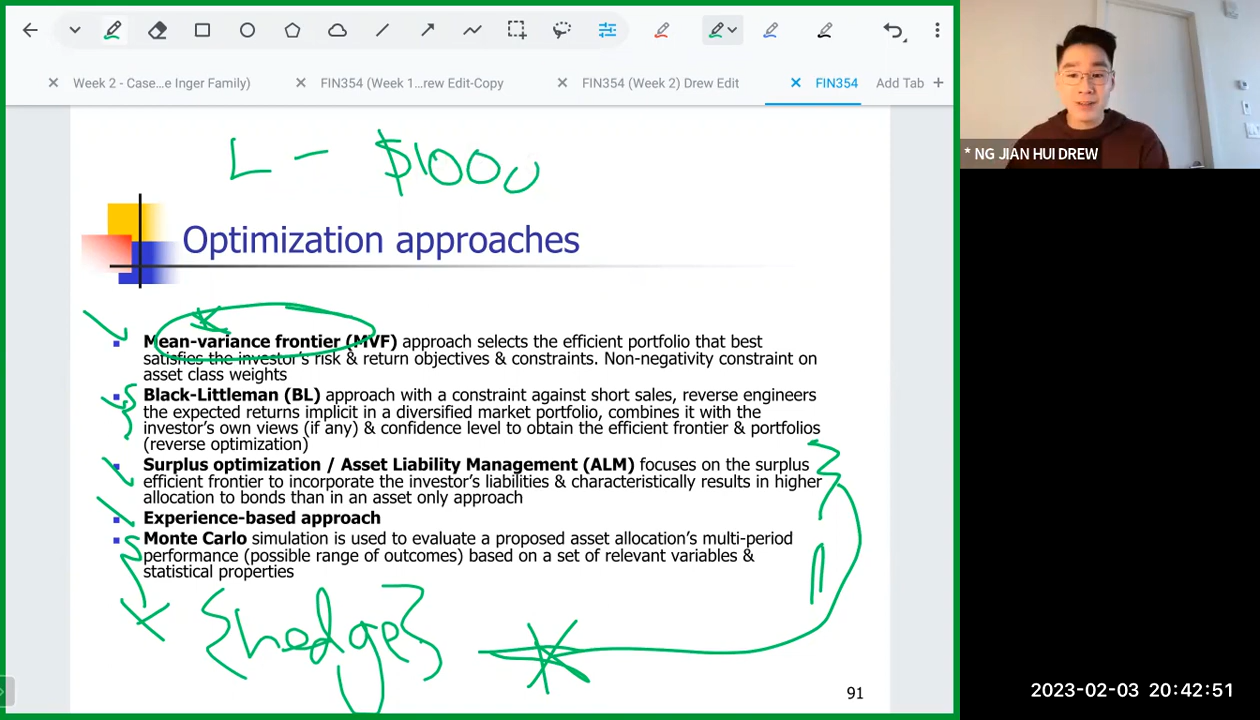 Week 2 - Case...e Inger Family)
FIN354 (Week 1...rew Edit-Copy
FIN354 (Week 2) Drew Edit
FIN354
Add Tab
* NG JIAN HUI DREW
L - $1000
Optimization approaches
Mean-variance frontier (MVF) approach selects the efficient portfolio that best
satisfies the investor's risk & return objectives & constraints. Non-negativity constraint on
asset class weights
Black-Littleman (BL) approach with a constraint against short sales, reverse engineers
the expected returns implicit in a diversified market portfolio, combines it with the
investor's own views (if any) & confidence level to obtain the efficient frontier & portfolios
(reverse optimization)
Surplus optimization / Asset Liability Management (ALM) focuses on the surplus
efficient frontier to incorporate the investor's liabilities & characteristically results in higher
allocation to bonds than in an asset only approach
Experience-based approach
Monte Carlo simulation is used to evaluate a proposed asset allocation's multi-period
performance (possible range of outcomes) based on a set of relevant variables &
statistical properties
{hedge}
91
2023-02-03 20:42:51